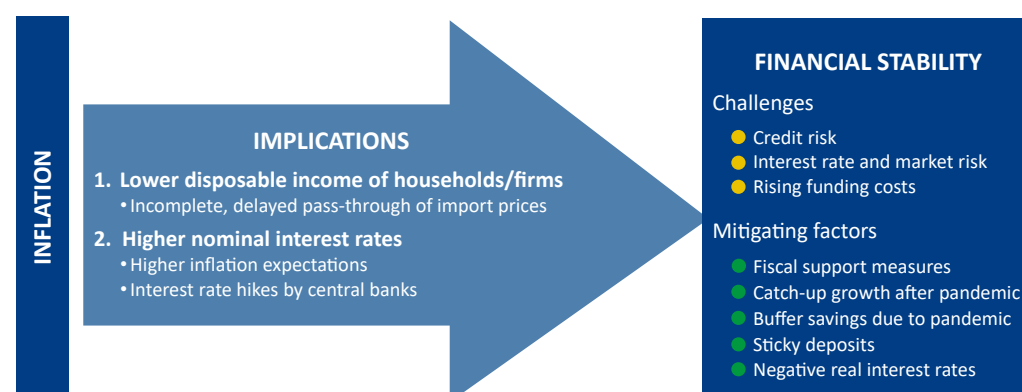 INFLATION
IMPLICATIONS
1. Lower disposable income of households/firms
• Incomplete, delayed pass-through of import prices
2. Higher nominal interest rates
• Higher inflation expectations
• Interest rate hikes by central banks
FINANCIAL STABILITY
Challenges
● Credit risk
● Interest rate and market risk
● Rising funding costs
Mitigating factors
● Fiscal support measures
● Catch-up growth after pandemic
● Buffer savings due to pandemic
● Sticky deposits
● Negative real interest rates